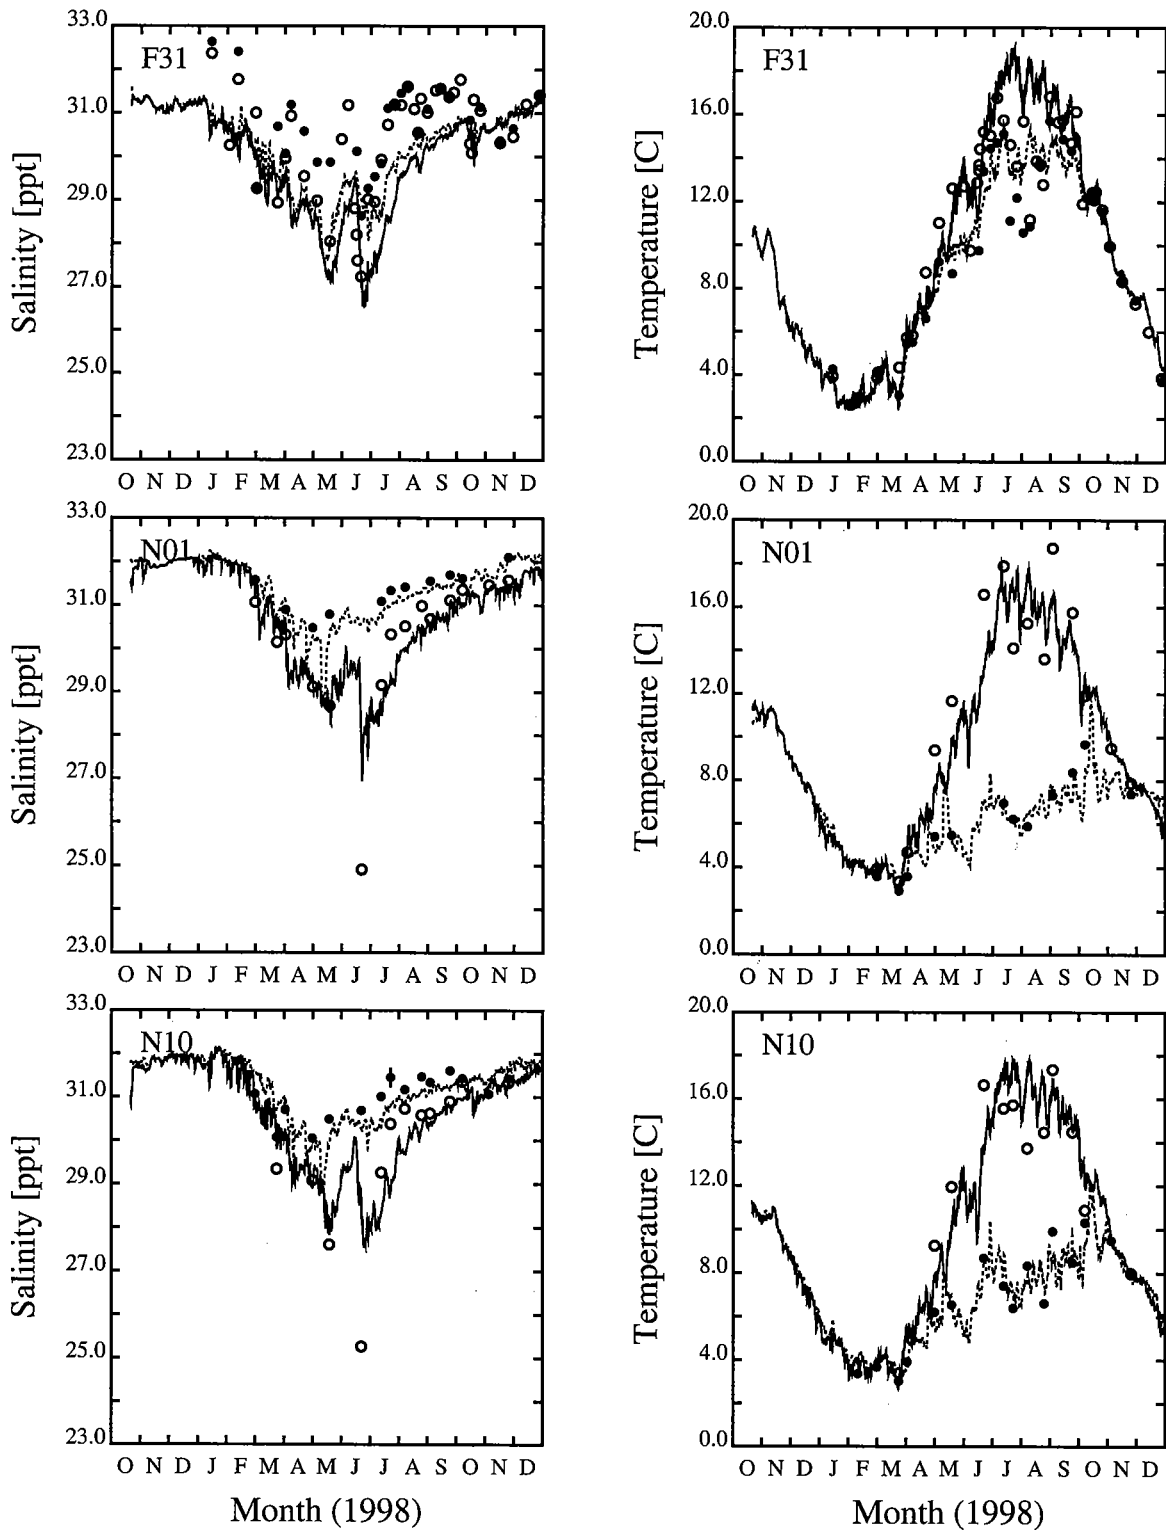 33.0
F31
31.0
29.0
27.0
25.0
23.0
Salinity [ppt]
O N D J F M A M J J A S O N D
20.0
F31
16.0
12.0
8.0
4.0
0.0
Temperature [C]
O N D J F M A M J J A S O N D
33.0
N01
31.0
29.0
27.0
25.0
23.0
Salinity [ppt]
O N D J F M A M J J A S O N D
20.0
N01
16.0
12.0
8.0
4.0
0.0
Temperature [C]
O N D J F M A M J J A S O N D
33.0
N10
31.0
29.0
27.0
25.0
23.0
Salinity [ppt]
O N D J F M A M J J A S O N D
Month (1998)
20.0
N10
16.0
12.0
8.0
4.0
0.0
Temperature [C]
O N D J F M A M J J A S O N D
Month (1998)